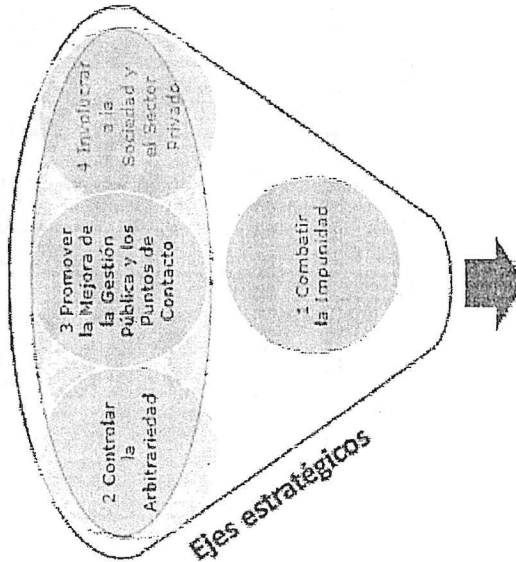 2 Controlar
la
Arbitrariedad
3 Promover
la Mejora de
la Gestión
Pública y los
Puntos de
Contacto
4 Involucrar
a la
Sociedad y
el Sector
Privado
1 Combatir
la Impunidad
Ejes estratégicos